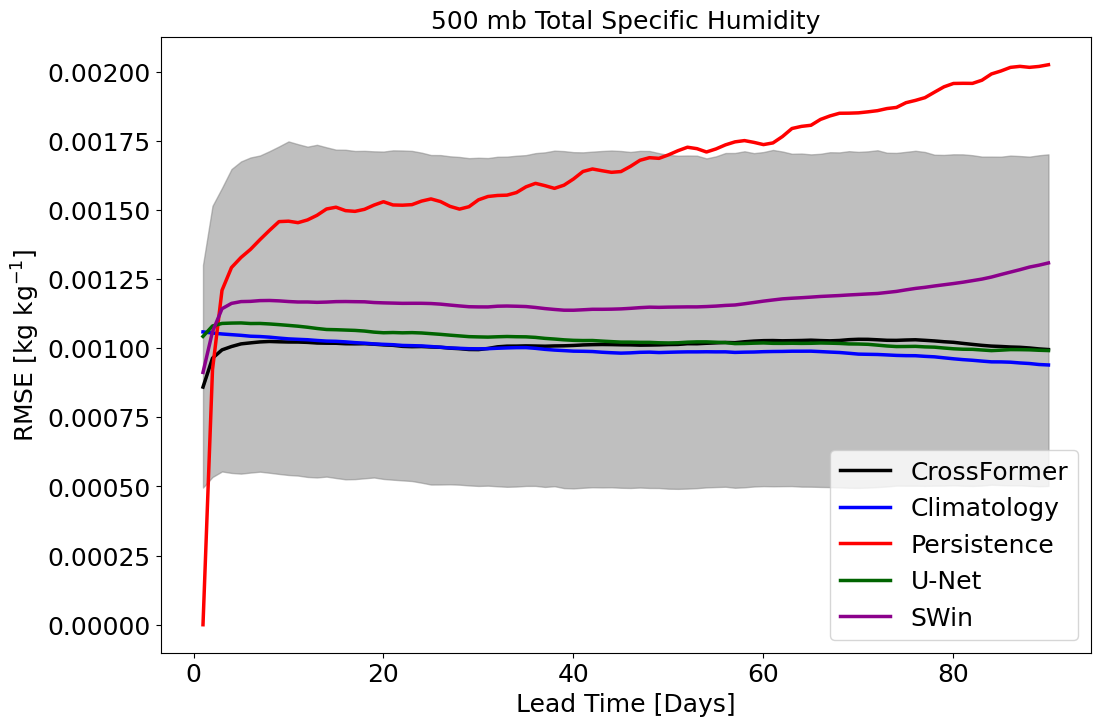 500 mb Total Specific Humidity
RMSE [kg kg⁻¹]
0.00200
0.00175
0.00150
0.00125
0.00100
0.00075
0.00050
0.00025
0.00000
CrossFormer
Climatology
Persistence
U-Net
SWin
0 20 40 60 80
Lead Time [Days]